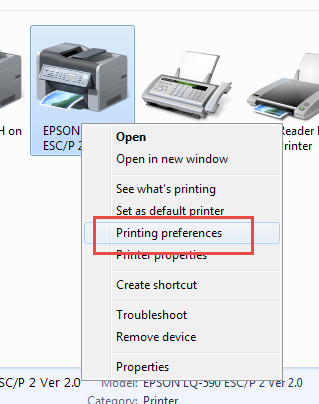 H on
EPSON L
ESC/P 2
Reader
Printer
Open
Open in new window
See what's printing
Set as default printer
Printing preferences
Printer properties
Create shortcut
Troubleshoot
Remove device
Properties
SC/P 2 Ver 2.0 Model: EPSON LQ-590 ESC/P 2 Ver 2.0
Category: Printer